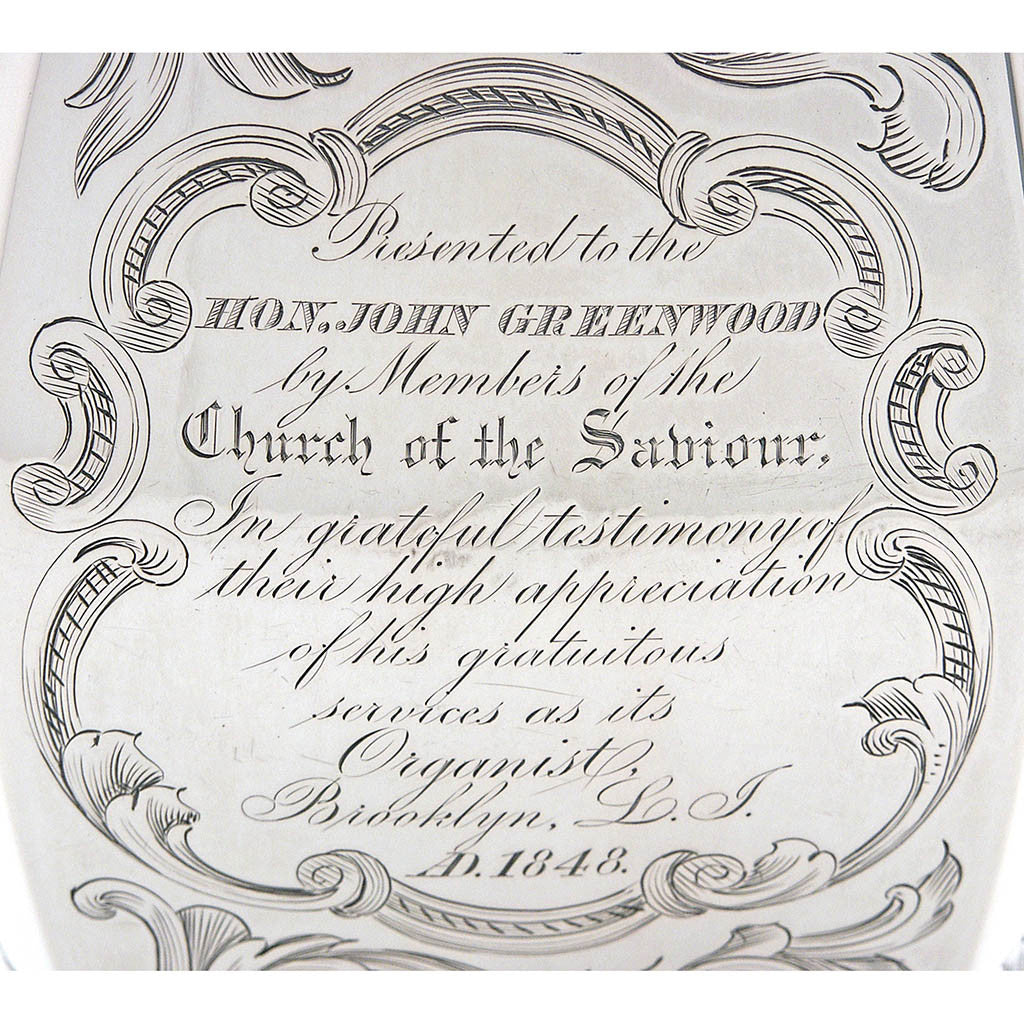 Presented to the
HON. JOHN GREENWOOD
by Members of the
Church of the Saviour,
In grateful testimony of
their high appreciation
of his gratuitous
services as its
Organist,
Brooklyn, L. I.
AD. 1848.